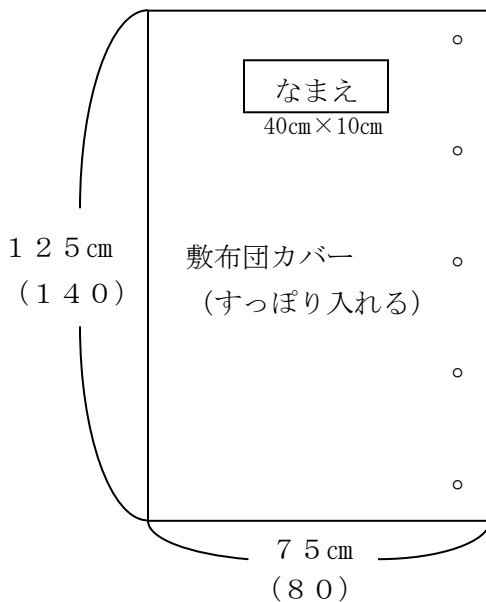 なまえ
40㎝×10㎝
１２５㎝
（１４０）
敷布団カバー
（すっぽり入れる）
７５㎝
（８０）